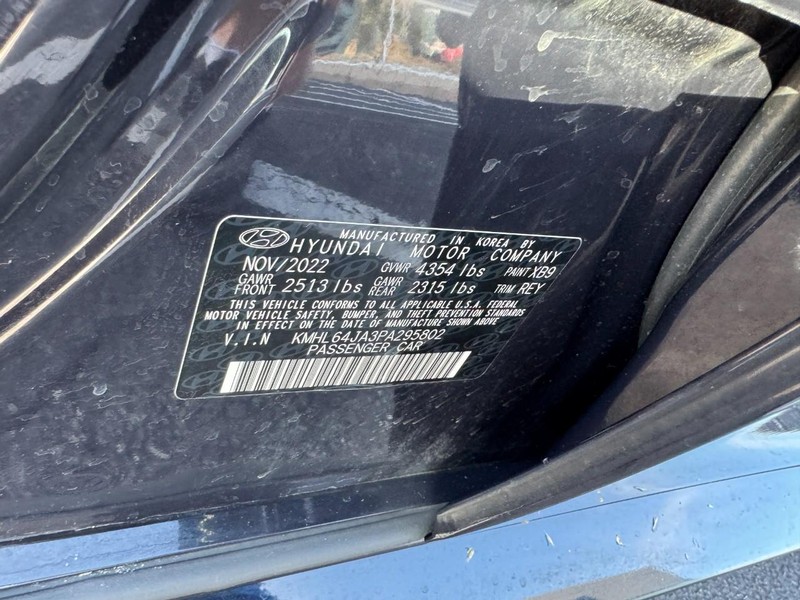 MANUFACTURED IN KOREA BY
HYUNDAI MOTOR COMPANY
NOV/2022 GVWR 4354 lbs PAINT XB9
GAWR FRONT 2513 lbs GAWR REAR 2315 lbs TRIM REY
THIS VEHICLE CONFORMS TO ALL APPLICABLE U.S.A. FEDERAL
MOTOR VEHICLE SAFETY, BUMPER, AND THEFT PREVENTION STANDARDS
IN EFFECT ON THE DATE OF MANUFACTURE SHOWN ABOVE
V.I.N KMHL64JA3PA295802
PASSENGER CAR